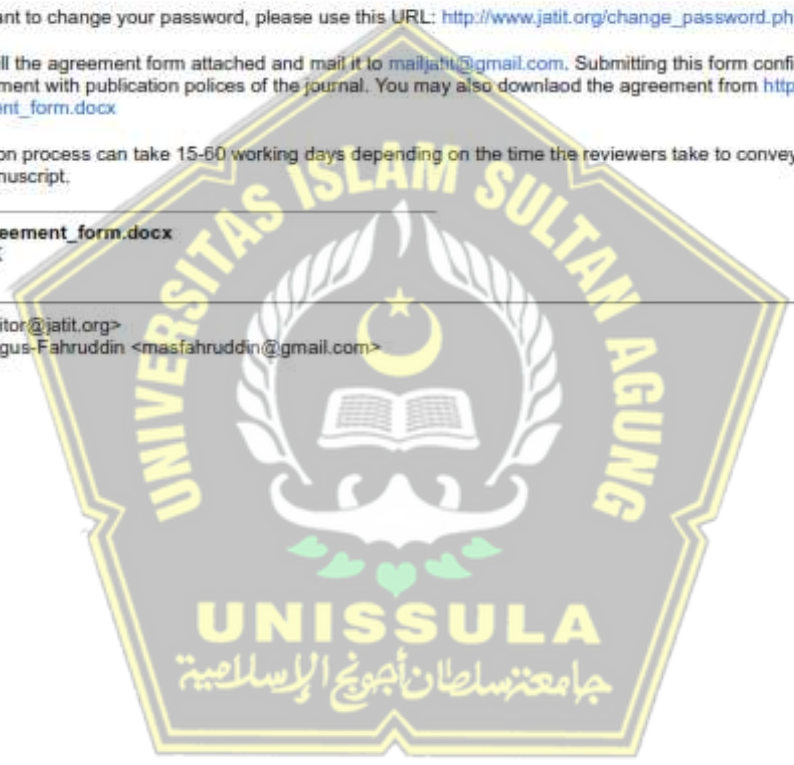 ant to change your password, please use this URL: http://www.jatit.org/change_password.ph
ll the agreement form attached and mail it to mailjatit@gmail.com. Submitting this form confi
ment with publication polices of the journal. You may also downlaod the agreement from http
ent_form.docx
on process can take 15-60 working days depending on the time the reviewers take to convey
nuscript.
eement_form.docx
itor@jatit.org>
gus-Fahruddin <masfahruddin@gmail.com>
UNIVERSITAS ISLAM SULTAN AGUNG
UNISSULA
جامعة سلطان أجونج الإسلامية